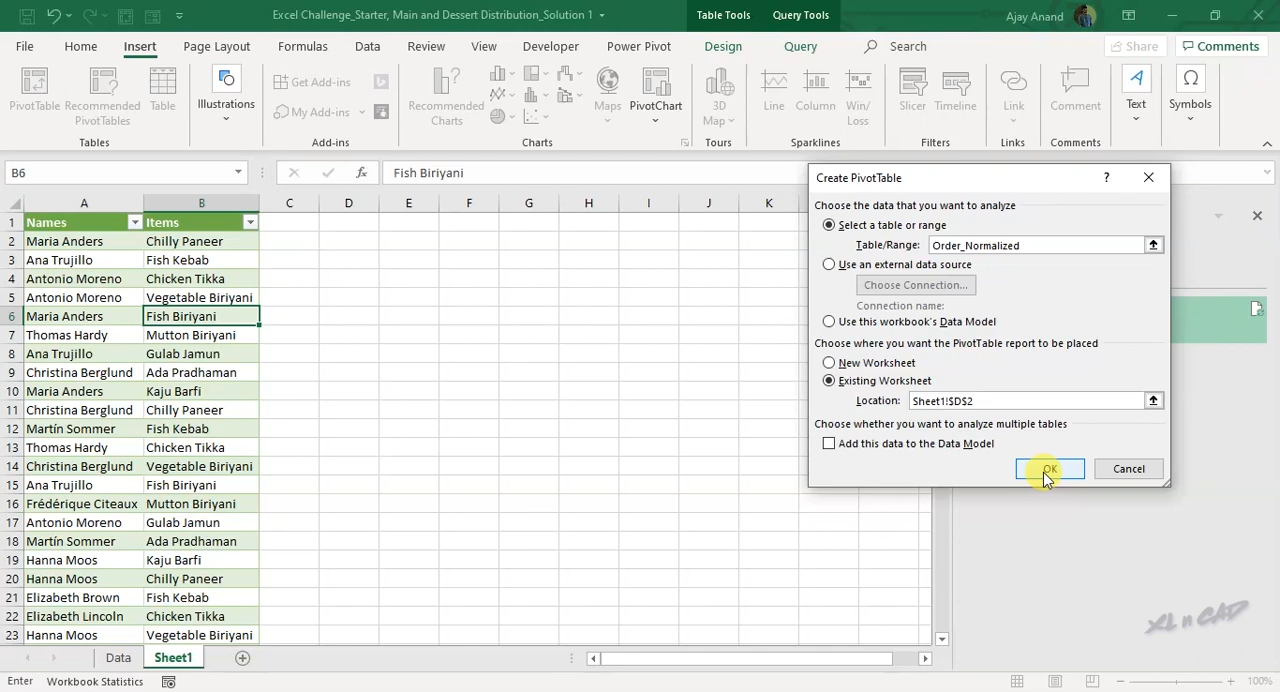 Excel Challenge_Starter, Main and Dessert Distribution_Solution 1
Table Tools
Query Tools
Ajay Anand
File
Home
Insert
Page Layout
Formulas
Data
Review
View
Developer
Power Pivot
Design
Query
Search
Share
Comments
PivotTable
Recommended
PivotTables
Table
Illustrations
Get Add-ins
My Add-ins
Recommended
Charts
Maps
PivotChart
3D
Map
Line
Column
Win/
Loss
Slicer
Timeline
Link
Comment
Text
Symbols
Tables
Add-ins
Charts
Tours
Sparklines
Filters
Links
Comments
B6
fx
Fish Biriyani
A B C D E F G H I J K
1 Names Items
2 Maria Anders Chilly Paneer
3 Ana Trujillo Fish Kebab
4 Antonio Moreno Chicken Tikka
5 Antonio Moreno Vegetable Biriyani
6 Maria Anders Fish Biriyani
7 Thomas Hardy Mutton Biriyani
8 Ana Trujillo Gulab Jamun
9 Christina Berglund Ada Pradhaman
10 Maria Anders Kaju Barfi
11 Christina Berglund Chilly Paneer
12 Martín Sommer Fish Kebab
13 Thomas Hardy Chicken Tikka
14 Christina Berglund Vegetable Biriyani
15 Ana Trujillo Fish Biriyani
16 Frédérique Citeaux Mutton Biriyani
17 Antonio Moreno Gulab Jamun
18 Martín Sommer Ada Pradhaman
19 Hanna Moos Kaju Barfi
20 Hanna Moos Chilly Paneer
21 Elizabeth Brown Fish Kebab
22 Elizabeth Lincoln Chicken Tikka
23 Hanna Moos Vegetable Biriyani
Create PivotTable
?
Choose the data that you want to analyze
Select a table or range
Table/Range: Order_Normalized
Use an external data source
Choose Connection...
Connection name:
Use this workbook's Data Model
Choose where you want the PivotTable report to be placed
New Worksheet
Existing Worksheet
Location: Sheet1!$D$2
Choose whether you want to analyze multiple tables
Add this data to the Data Model
OK
Cancel
XL n CAD
Data
Sheet1
Enter
Workbook Statistics
100%